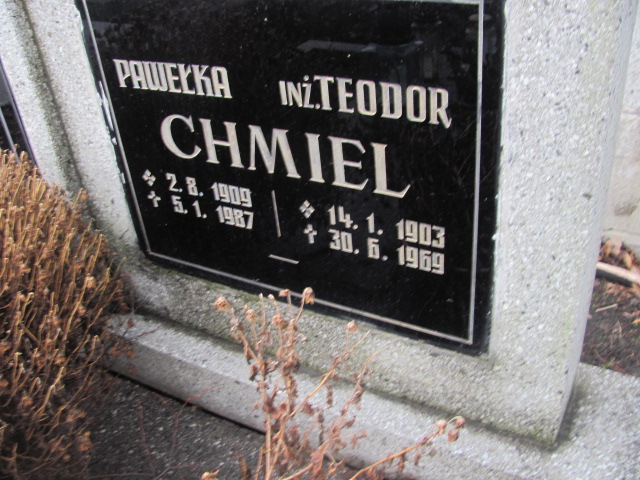 PAWEŁKA INŻ. TEODOR
CHMIEL
2. 8. 1909 14. 1. 1903
† 5. 1. 1987 † 30. 6. 1969